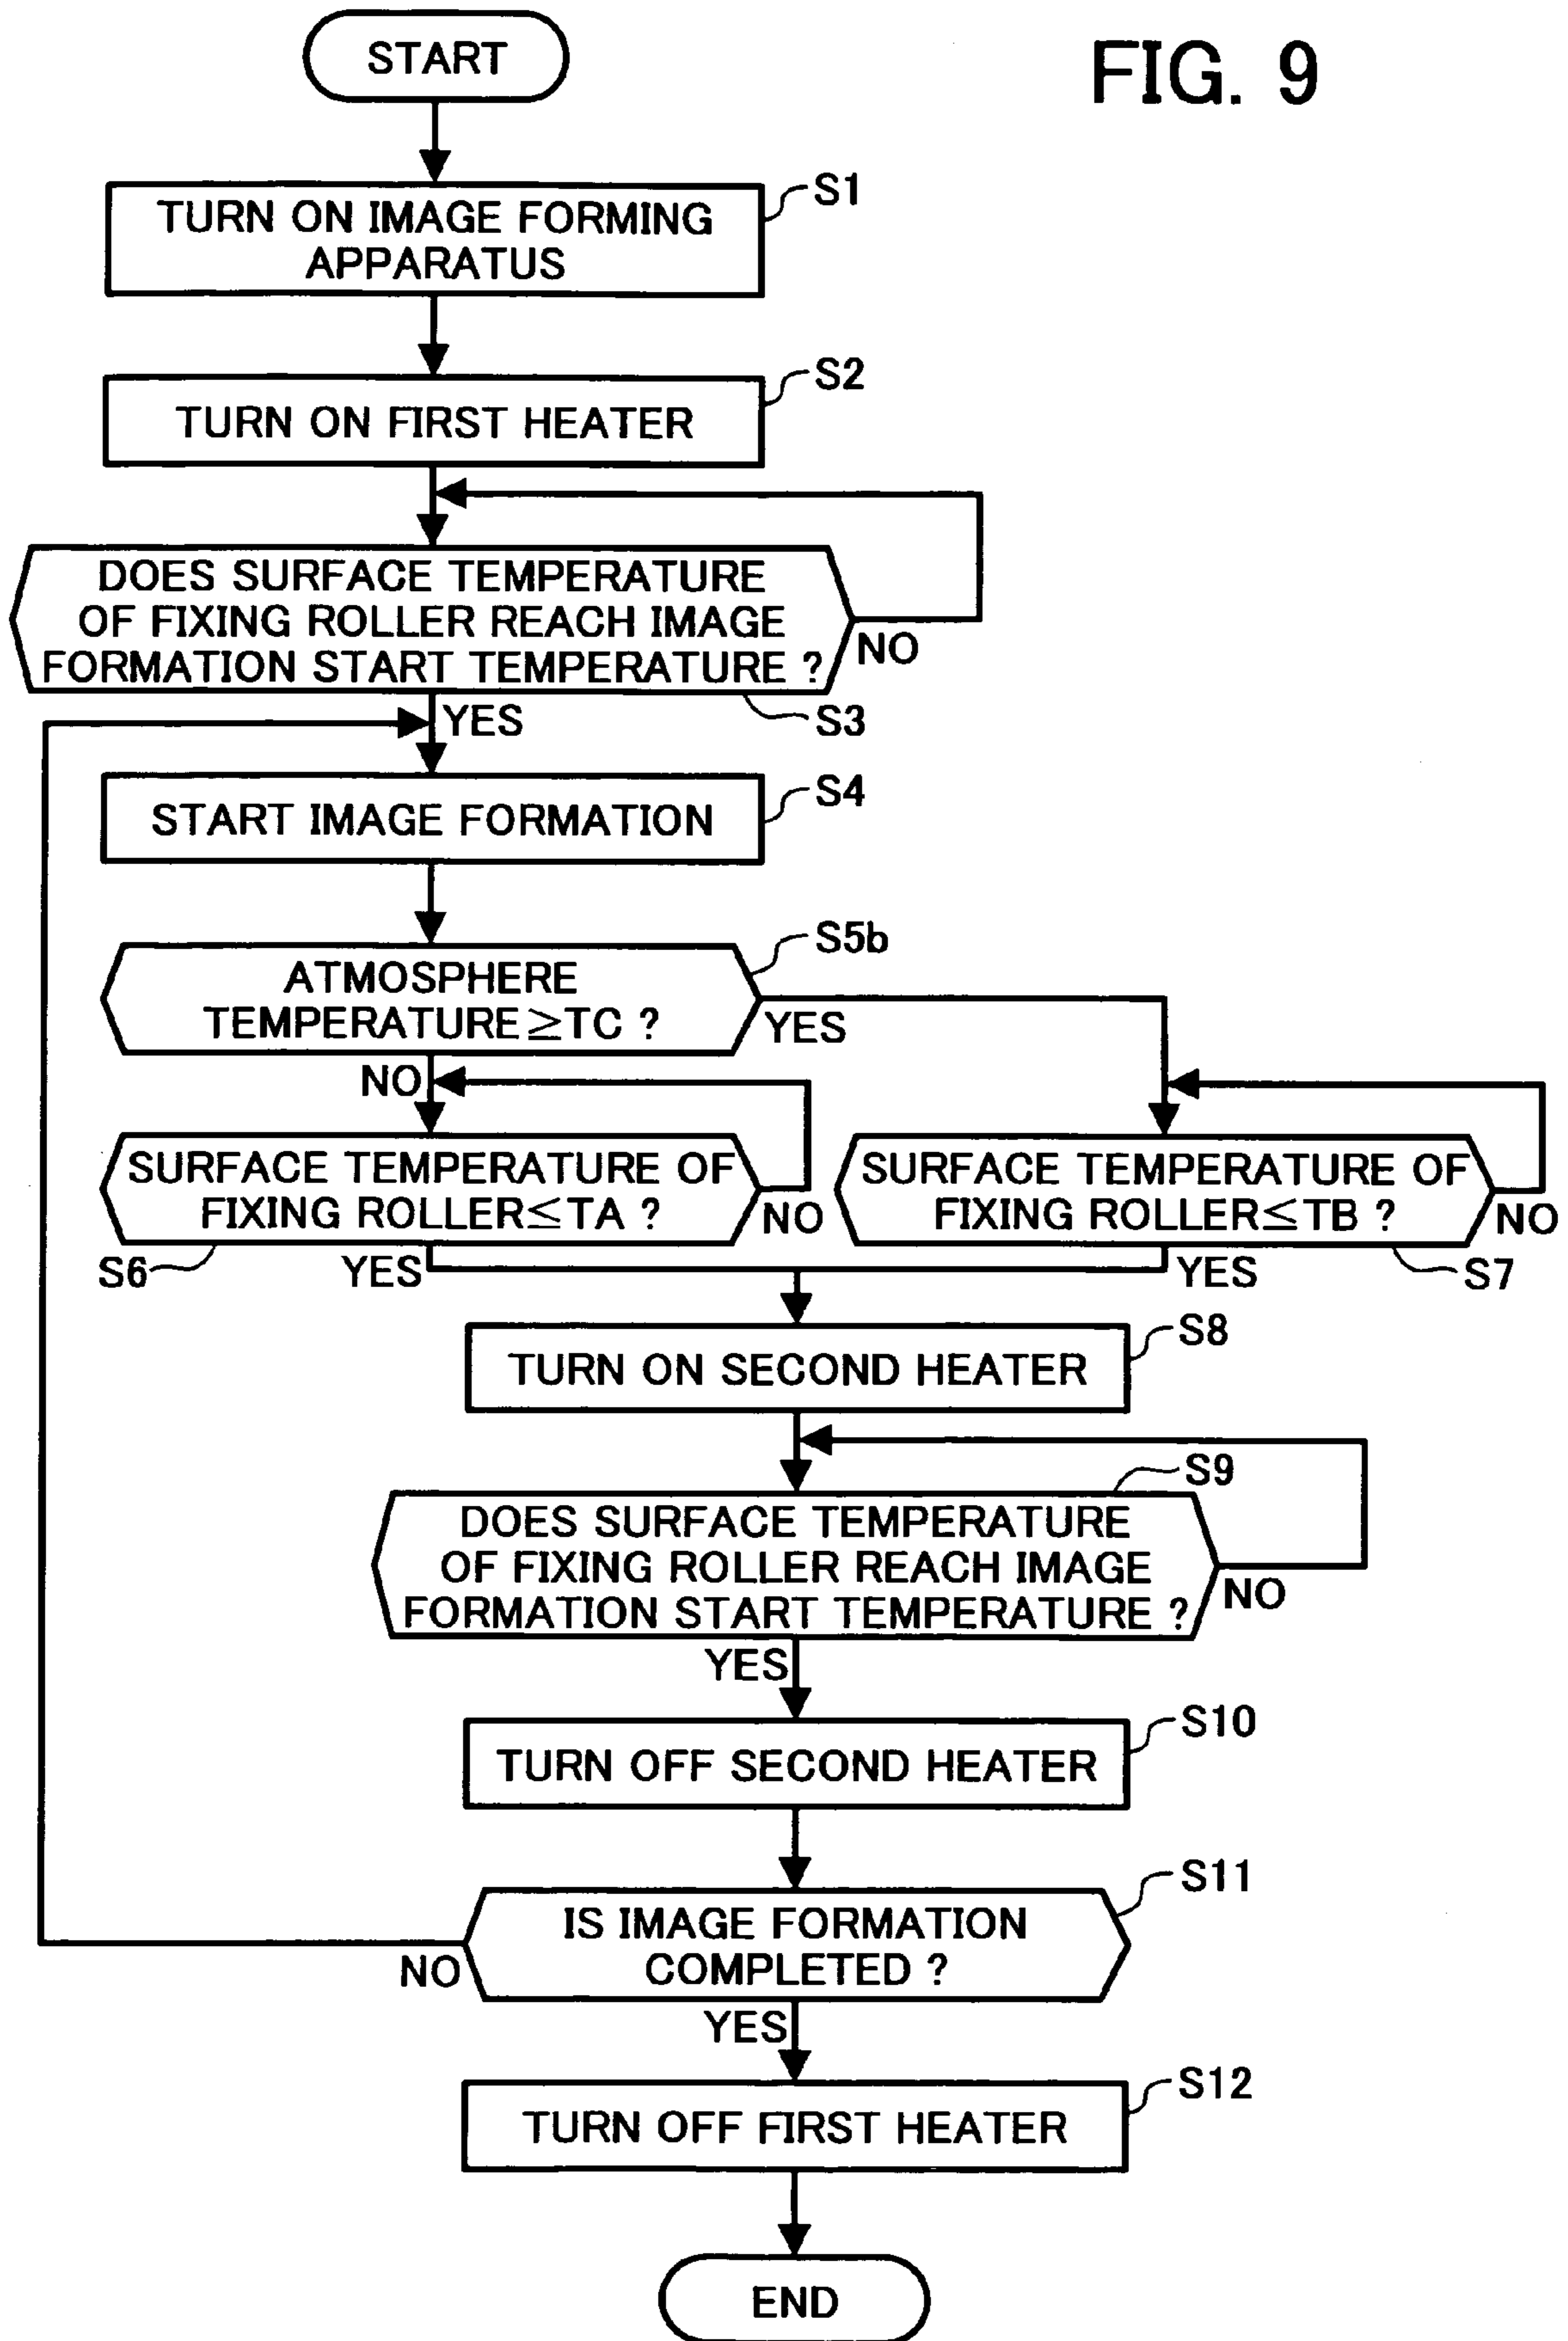 START
FIG. 9
S1
TURN ON IMAGE FORMING
APPARATUS
S2
TURN ON FIRST HEATER
DOES SURFACE TEMPERATURE
OF FIXING ROLLER REACH IMAGE
FORMATION START TEMPERATURE ?
NO
YES
S3
S4
START IMAGE FORMATION
S5b
ATMOSPHERE
TEMPERATURE≧TC ?
YES
NO
SURFACE TEMPERATURE OF
FIXING ROLLER≦TA ?
NO
SURFACE TEMPERATURE OF
FIXING ROLLER≦TB ?
NO
S6
YES
YES
S7
S8
TURN ON SECOND HEATER
S9
DOES SURFACE TEMPERATURE
OF FIXING ROLLER REACH IMAGE
FORMATION START TEMPERATURE ?
NO
YES
S10
TURN OFF SECOND HEATER
S11
IS IMAGE FORMATION
COMPLETED ?
NO
YES
S12
TURN OFF FIRST HEATER
END